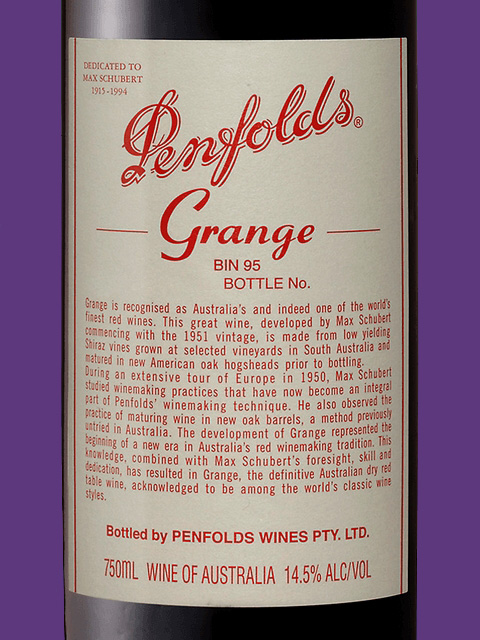 DEDICATED TO
MAX SCHUBERT
1915-1994
Penfolds®
Grange
BIN 95
BOTTLE No.
Grange is recognised as Australia's and indeed one of the world's
finest red wines. This great wine, developed by Max Schubert
commencing with the 1951 vintage, is made from low yielding
Shiraz vines grown at selected vineyards in South Australia and
matured in new American oak hogsheads prior to bottling.
During an extensive tour of Europe in 1950, Max Schubert
studied winemaking practices that have now become an integral
part of Penfolds' winemaking technique. He also observed the
practice of maturing wine in new oak barrels, a method previously
untried in Australia. The development of Grange represented the
beginning of a new era in Australia's red winemaking tradition. This
knowledge, combined with Max Schubert's foresight, skill and
dedication, has resulted in Grange, the definitive Australian dry red
table wine, acknowledged to be among the world's classic wine
styles.
Bottled by PENFOLDS WINES PTY. LTD.
750mL WINE OF AUSTRALIA 14.5% ALC/VOL